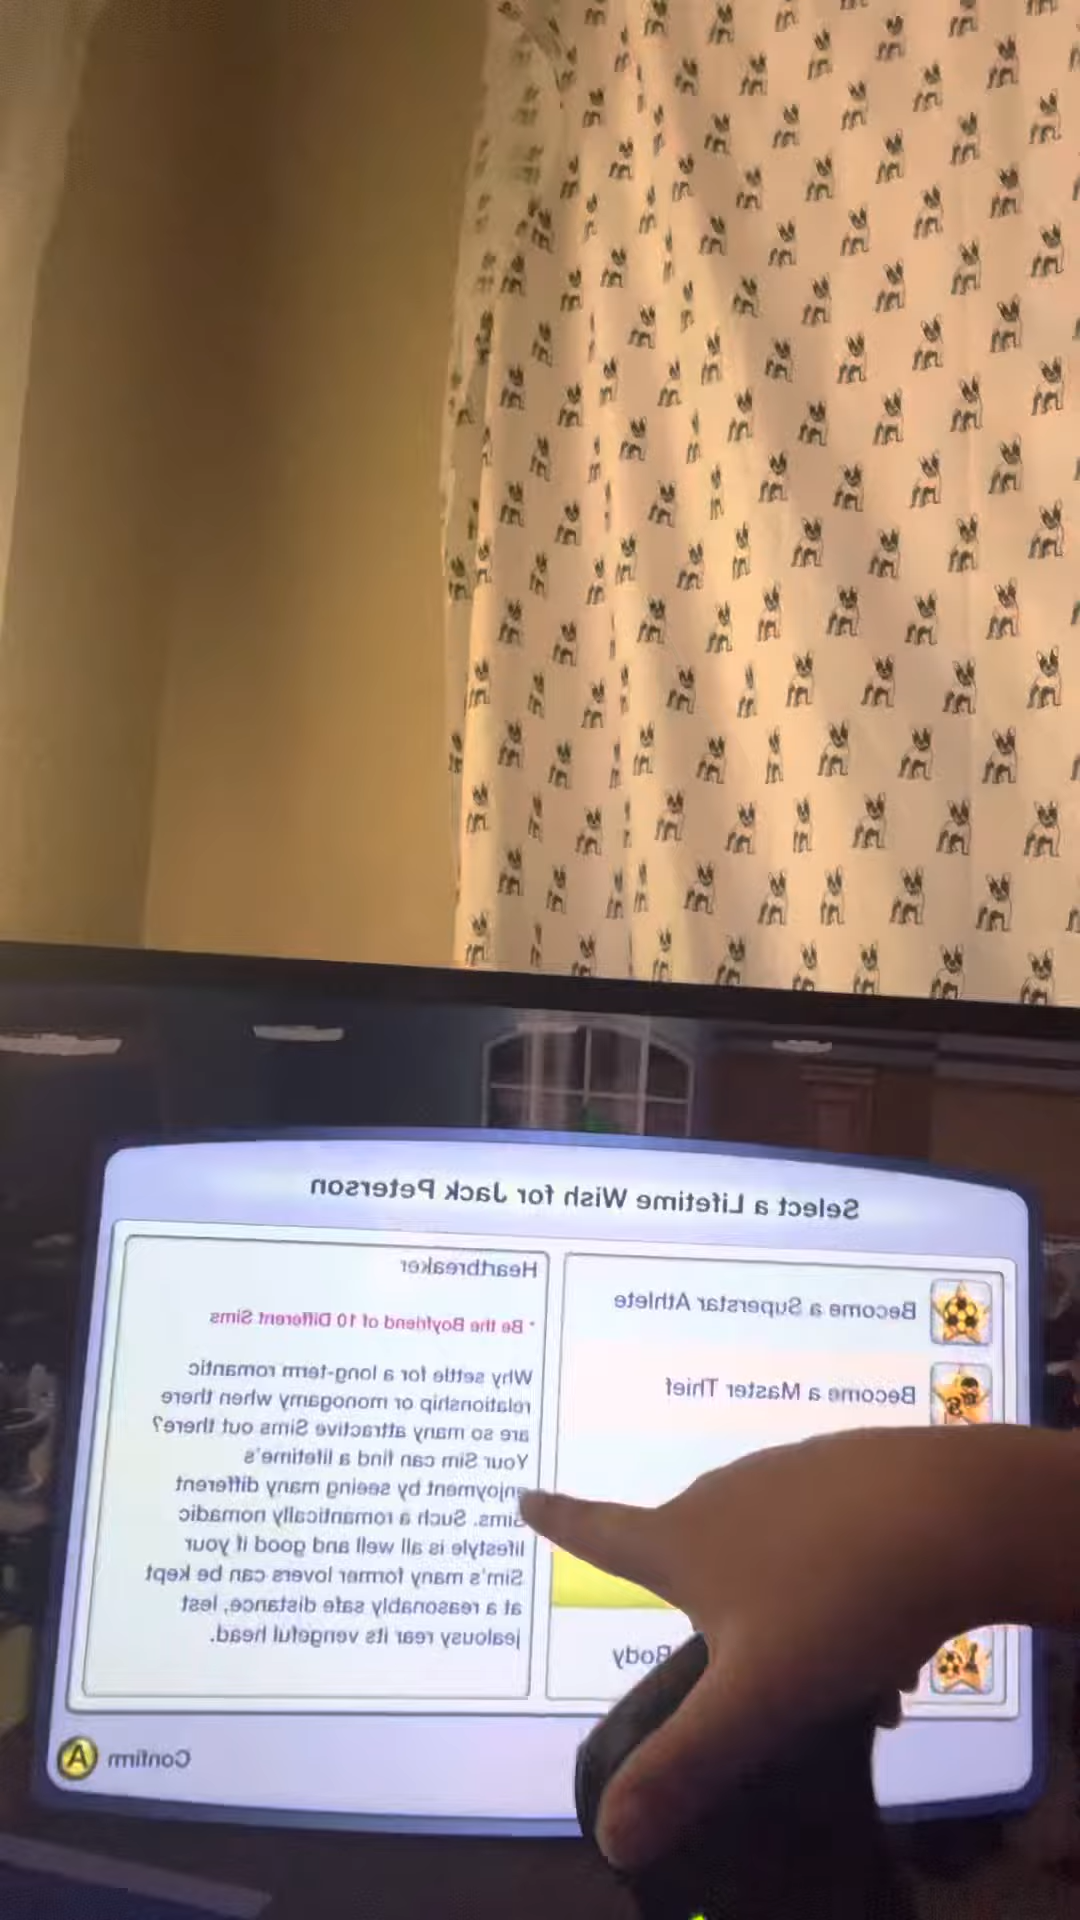 Select a Lifetime Wish for Jack Peterson
Become a Superstar Athlete
Become a Master Thief
Body
Heartbreaker
* Be the Boyfriend of 10 Different Sims
Why settle for a long-term romantic
relationship or monogamy when there
are so many attractive Sims out there?
Your Sim can find a lifetime's
enjoyment by seeing many different
Sims. Such a romantically nomadic
lifestyle is all well and good if your
Sim's many former lovers can be kept
at a reasonably safe distance, lest
jealousy rear its vengeful head.
A Confirm